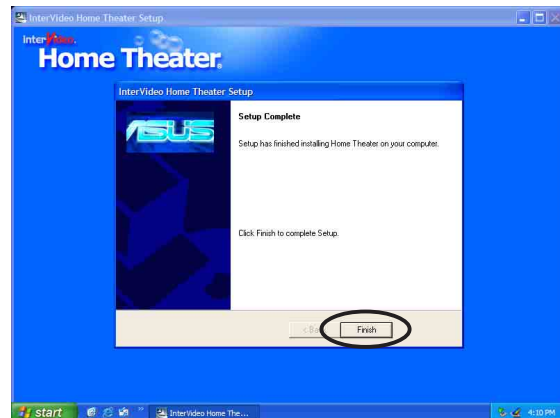 InterVideo Home Theater Setup
InterVideo.
Home Theater
InterVideo Home Theater Setup
ASUS
Setup Complete
Setup has finished installing Home Theater on your computer.
Click Finish to complete Setup.
Finish
start
InterVideo Home The...
4:10 PM